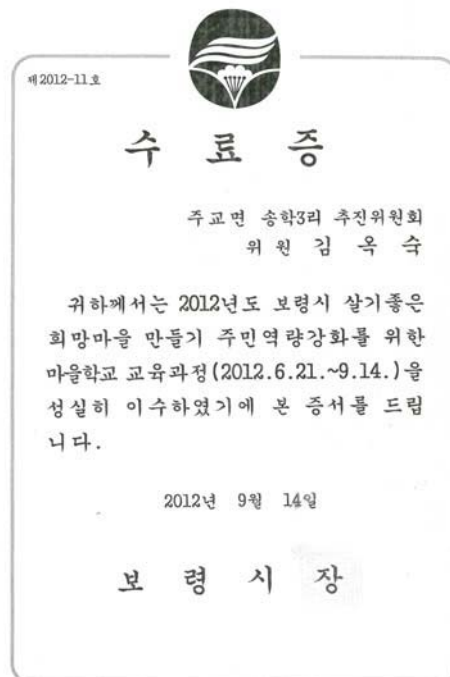 제2012-11호
수 료 증
주교면 송학3리 추진위원회
위원 김 옥 숙
귀하께서는 2012년도 보령시 살기좋은
희망마을 만들기 주민역량강화를 위한
마을학교 교육과정(2012.6.21.~9.14.)을
성실히 이수하였기에 본 증서를 드립
니다.
2012년 9월 14일
보 령 시 장